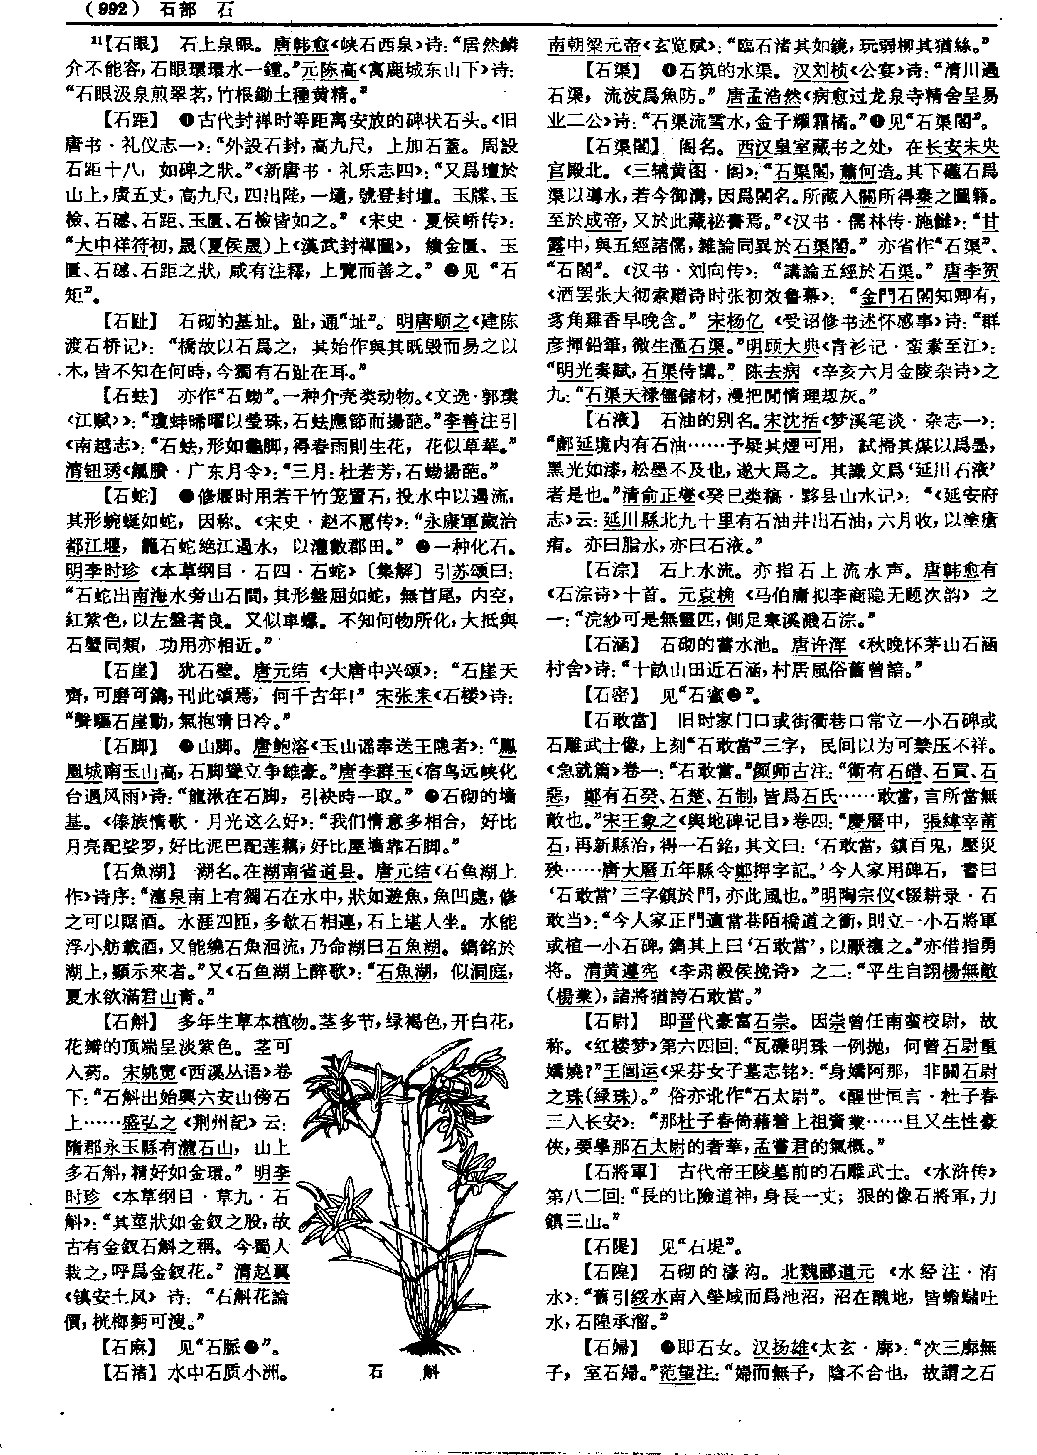 (992) 石部 石
11【石眼】 石上泉眼。唐韩愈《峡石西泉》诗:“居然鱗
介不能容,石眼環環水一鍾。”元陈高《寓鹿城东山下》诗:
“石眼汲泉煎翠茗,竹根鋤土種黄精。”
【石距】 ❶古代封禅时等距离安放的碑状石头。《旧
唐书·礼仪志一》:“外設石封,高九尺,上加石蓋。周設
石距十八,如碑之狀。”《新唐书·礼乐志四》:“又爲壇於
山上,廣五丈,高九尺,四出陛,一壝,號登封壇。玉牒、玉
檢、石䃭、石距、玉匱、石檢皆如之。”《宋史·夏侯峤传》:
“大中祥符初,晟(夏侯晟)上《漢武封禪圖》,繢金匱、玉
匱、石䃭、石距之狀,咸有注釋,上覽而善之。”❷见“石
矩”。
【石趾】 石砌的基址。趾,通“址”。明唐顺之《建陈
渡石桥记》:“橋故以石爲之,其始作與其既毁而易之以
木,皆不知在何時,今獨有石趾在耳。”
【石蚨】 亦作“石蜐”。一种介壳类动物。《文选·郭璞
〈江赋〉》:“瓊蚌晞曜以瑩珠,石蚨應節而揚葩。”李善注引
《南越志》:“石蚨,形如龜脚,得春雨則生花,花似草華。”
清钮琇《觚賸·广东月令》:“三月:杜若芳,石蜐揚葩。”
【石蛇】 ❶修堰时用若干竹笼置石,投水中以遏流,
其形蜿蜒如蛇,因称。《宋史·赵不𢝊传》:“永康軍歲治
都江堰,籠石蛇絶江遏水,以灌數郡田。”❷一种化石。
明李时珍《本草纲目·石四·石蛇》〔集解〕引苏颂曰:
“石蛇出南海水旁山石間,其形盤屈如蛇,無首尾,内空,
紅紫色,以左盤者良。又似車螺。不知何物所化,大抵與
石蟹同類,功用亦相近。”
【石崖】 犹石壁。唐元结《大唐中兴颂》:“石崖天
齊,可磨可鐫,刊此頌焉,何千古年!”宋张耒《石楼》诗:
“聲驅石崖動,氣抱晴日冷。”
【石脚】 ❶山脚。唐鲍溶《玉山谣奉送王隐者》:“鳳
凰城南玉山高,石脚聳立争雄豪。”唐李群玉《宿鸟远峡化
台遇风雨》诗:“龍湫在石脚,引袂時一取。”❷石砌的墙
基。《傣族情歌·月光这么好》:“我们情意多相合,好比
月亮配娑罗,好比泥巴配莲藕,好比壁墙靠石脚。”
【石魚湖】 湖名。在湖南省道县。唐元结《石鱼湖上
作》诗序:“潓泉南上有獨石在水中,狀如遊魚,魚凹處,修
之可以貯酒。水涯四匝,多欹石相連,石上堪人坐。水能
浮小舫載酒,又能繞石魚洄流,乃命湖曰石魚湖。鐫銘於
湖上,顯示來者。”又《石鱼湖上醉歌》:“石魚湖,似洞庭,
夏水欲滿君山青。”
【石斛】 多年生草本植物。茎多节,绿褐色,开白花,
花瓣的顶端呈淡紫色。茎可
入药。宋姚宽《西溪丛语》卷
下:“石斛出始興六安山傍石
上……盛弘之《荆州記》云:
隋郡永玉縣有龍石山,山上
多石斛,精好如金環。”明李
时珍《本草纲目·草九·石
斛》:“其莖狀如金釵之股,故
古有金釵石斛之稱。今蜀人
栽之,呼爲金釵花。”清赵翼
《镇安土风》诗:“石斛花論
價,桄榔麪可溲。”
【石麻】 见“石脈❷”。
【石渚】 水中石质小洲。
石 斛
南朝梁元帝《玄览赋》:“臨石渚其如鏡,玩弱柳其猶絲。”
【石渠】 ❶石筑的水渠。汉刘桢《公宴》诗:“清川過
石渠,流波爲魚防。”唐孟浩然《病愈过龙泉寺精舍呈易
业二公》诗:“石渠流雪水,金子耀霜橘。”❷见“石渠閣”。
【石渠閣】 阁名。西汉皇室藏书之处,在长安未央
宫殿北。《三辅黄图·阁》:“石渠閣,蕭何造。其下礲石爲
渠以導水,若今御溝,因爲閣名。所藏入關所得秦之圖籍。
至於成帝,又於此藏祕書焉。”《汉书·儒林传·施讎》:“甘
露中,與五經諸儒,雜論同異於石渠閣。”亦省作“石渠”、
“石閣”。《汉书·刘向传》:“講論五經於石渠。”唐李贺
《洒罢张大彻索赠诗时张初效潞幕》:“金門石閣知卿有,
豸角雞香早晚含。”宋杨亿《受诏修书述怀感事》诗:“群
彦揮鉛筆,微生濫石渠。”明顾大典《青衫记·蛮素至江》:
“明光奏賦,石渠侍講。”陈去病《辛亥六月金陵杂诗》之
九:“石渠天禄儘儲材,漫把閒情理刼灰。”
【石液】 石油的别名。宋沈括《梦溪笔谈·杂志一》:
“鄜延境内有石油……予疑其煙可用,試掃其煤以爲墨,
黑光如漆,松墨不及也,遂大爲之。其識文爲‘延川石液’
者是也。”清俞正燮《癸巳类稿·黟县山水记》:“《延安府
志》云:延川縣北九十里有石油井出石油,六月收,以塗瘡
㾴。亦曰脂水,亦曰石液。”
【石淙】 石上水流。亦指石上流水声。唐韩愈有
《石淙诗》十首。元袁桷《马伯庸拟李商隐无题次韵》之
一:“浣紗可是無靈匹,側足寒溪濺石淙。”
【石涵】 石砌的蓄水池。唐许浑《秋晚怀茅山石涵
村舍》诗:“十畝山田近石涵,村居風俗舊曾諳。”
【石密】 见“石蜜❷”。
【石敢當】 旧时家门口或街衢巷口常立一小石碑或
石雕武士像,上刻“石敢當”三字,民间以为可禁压不祥。
《急就篇》卷一:“石敢當。”颜师古注:“衛有石碏、石買、石
惡,鄭有石癸、石楚、石制,皆爲石氏……敢當,言所當無
敵也。”宋王象之《舆地碑记目》卷四:“慶曆中,張緯宰莆
石,再新縣治,得一石銘,其文曰:‘石敢當,鎮百鬼,壓災
殃……唐大曆五年縣令鄭押字記。’今人家用碑石,書曰
‘石敢當’三字鎮於門,亦此風也。”明陶宗仪《辍耕录·石
敢当》:“今人家正門適當巷陌橋道之衝,則立一小石將軍
或植一小石碑,鐫其上曰‘石敢當’,以厭禳之。”亦借指勇
将。清黄遵宪《李肃毅侯挽诗》之二:“平生自詡楊無敵
(楊業),諸將猶誇石敢當。”
【石尉】 即晋代豪富石崇。因崇曾任南蛮校尉,故
称。《红楼梦》第六四回:“瓦礫明珠一例抛,何曾石尉重
嬌嬈?”王闿运《采芬女子墓志铭》:“身嬌阿那,非關石尉
之珠(緑珠)。”俗亦讹作“石太尉”。《醒世恒言·杜子春
三入长安》:“那杜子春倚藉着上祖貲業……且又生性豪
俠,要學那石太尉的奢華,孟嘗君的氣概。”
【石將軍】 古代帝王陵墓前的石雕武士。《水浒传》
第八二回:“長的比險道神,身長一丈;狠的像石將軍,力
鎮三山。”
【石隄】 见“石堤”。
【石隍】 石砌的濠沟。北魏郦道元《水经注·洧
水》:“舊引綏水南入塋域而爲池沼,沼在醜地,皆蟾蠩吐
水,石隍承溜。”
【石婦】 ❶即石女。汉扬雄《太玄·廓》:“次三廓無
子,室石婦。”范望注:“婦而無子,陰不合也,故謂之石